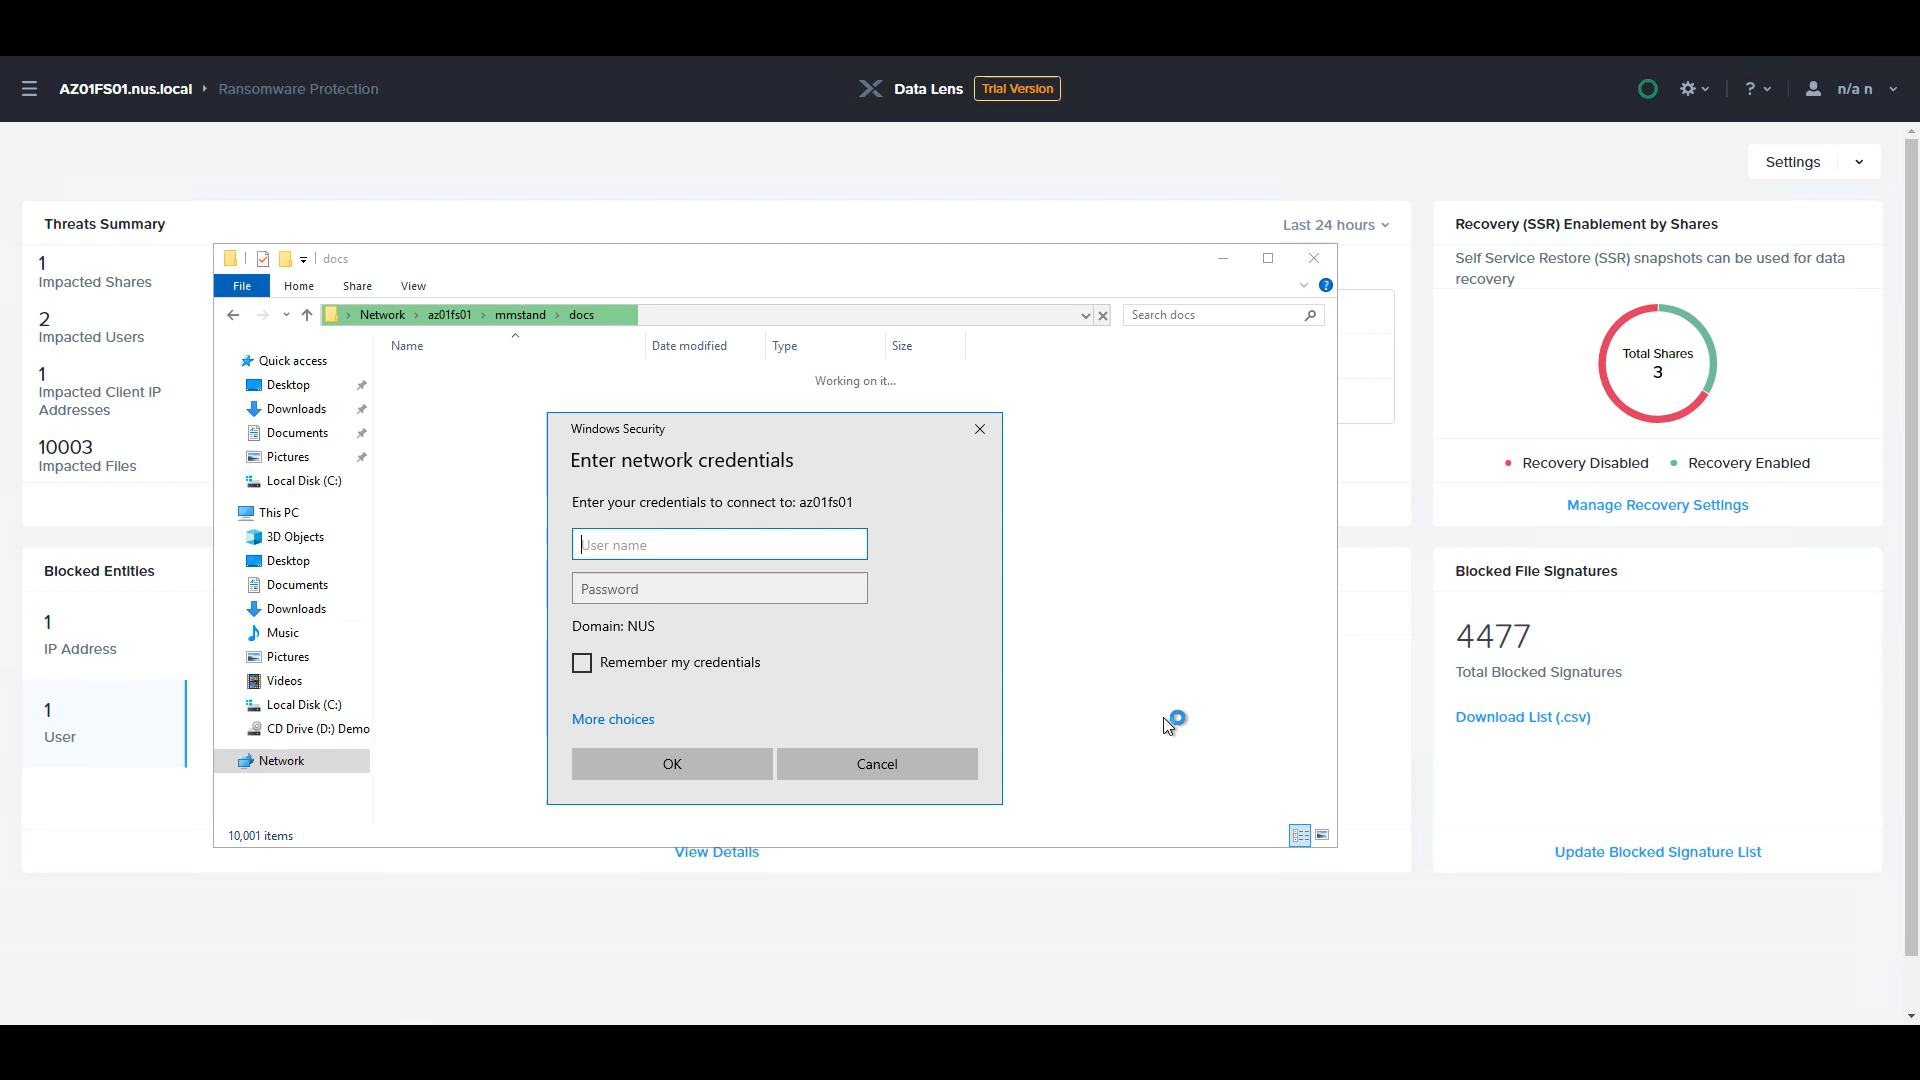 AZ01FS01.nus.local
Ransomware Protection
Data Lens
Trial Version
?
n/a n
Settings
Threats Summary
Last 24 hours
1
Impacted Shares
2
Impacted Users
1
Impacted Client IP
Addresses
10003
Impacted Files
Recovery (SSR) Enablement by Shares
Self Service Restore (SSR) snapshots can be used for data
recovery
Total Shares
3
Recovery Disabled
Recovery Enabled
Manage Recovery Settings
docs
File
Home
Share
View
?
Network
az01fs01
mmstand
docs
Search docs
Name
Date modified
Type
Size
Working on it...
Quick access
Desktop
Downloads
Documents
Pictures
Local Disk (C:)
This PC
3D Objects
Desktop
Documents
Downloads
Music
Pictures
Videos
Local Disk (C:)
CD Drive (D:) Demo
Network
10,001 items
Windows Security
Enter network credentials
Enter your credentials to connect to: az01fs01
User name
Password
Domain: NUS
Remember my credentials
More choices
OK
Cancel
Blocked Entities
1
IP Address
1
User
View Details
Blocked File Signatures
4477
Total Blocked Signatures
Download List (.csv)
Update Blocked Signature List